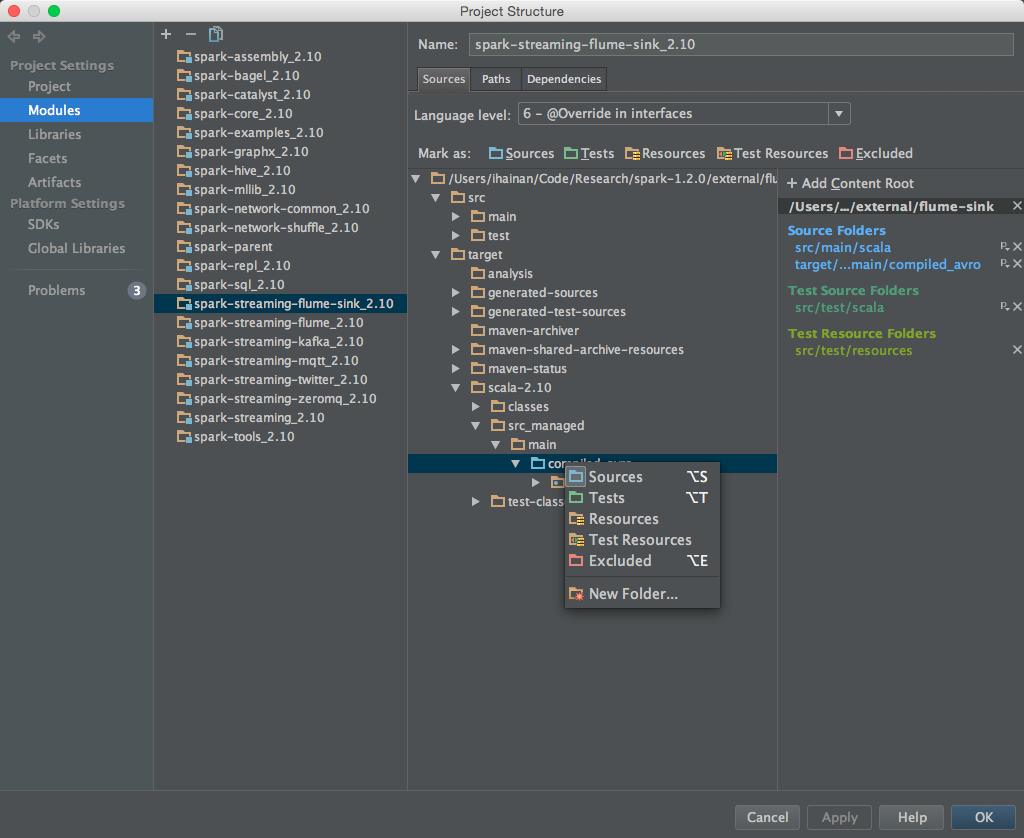 Project Structure
Project Settings
Project
Modules
Libraries
Facets
Artifacts
Platform Settings
SDKs
Global Libraries
Problems 3
spark-assembly_2.10
spark-bagel_2.10
spark-catalyst_2.10
spark-core_2.10
spark-examples_2.10
spark-graphx_2.10
spark-hive_2.10
spark-mllib_2.10
spark-network-common_2.10
spark-network-shuffle_2.10
spark-parent
spark-repl_2.10
spark-sql_2.10
spark-streaming-flume-sink_2.10
spark-streaming-flume_2.10
spark-streaming-kafka_2.10
spark-streaming-mqtt_2.10
spark-streaming-twitter_2.10
spark-streaming-zeromq_2.10
spark-streaming_2.10
spark-tools_2.10
Name: spark-streaming-flume-sink_2.10
Sources Paths Dependencies
Language level: 6 – @Override in interfaces
Mark as: Sources Tests Resources Test Resources Excluded
/Users/ihainan/Code/Research/spark-1.2.0/external/flu
src
main
test
target
analysis
generated-sources
generated-test-sources
maven-archiver
maven-shared-archive-resources
maven-status
scala-2.10
classes
src_managed
main
compiled_avro
test-class
Sources ⌥S
Tests ⌥T
Resources
Test Resources
Excluded ⌥E
New Folder...
+ Add Content Root
/Users/.../external/flume-sink
Source Folders
src/main/scala
target/...main/compiled_avro
Test Source Folders
src/test/scala
Test Resource Folders
src/test/resources
Cancel Apply Help OK